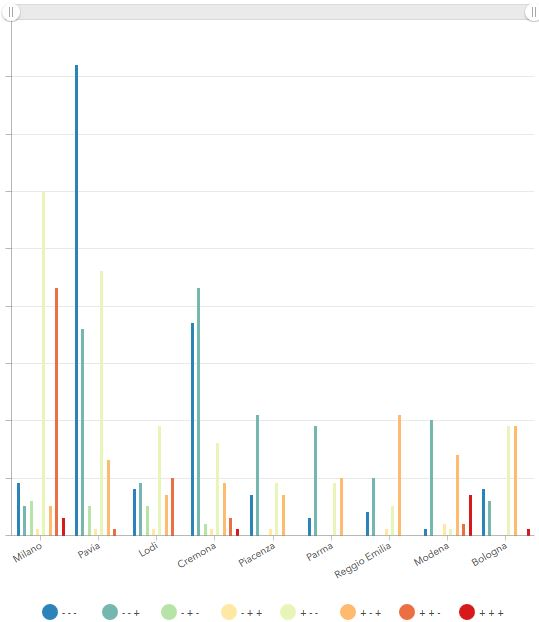 Milano
Pavia
Lodi
Cremona
Piacenza
Parma
Reggio Emilia
Modena
Bologna
- - -
- - +
- + -
- + +
+ - -
+ - +
+ + -
+ + +